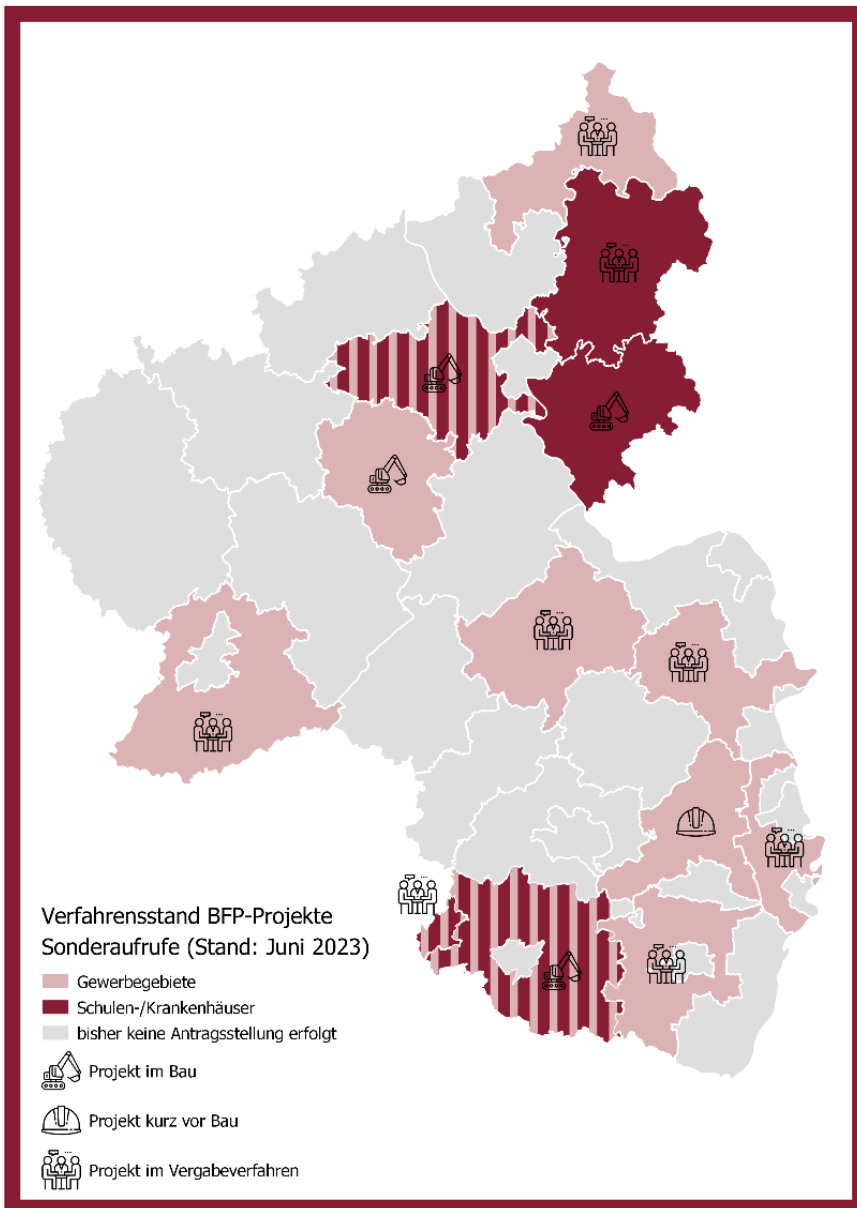 Verfahrensstand BFP-Projekte
Sonderaufrufe (Stand: Juni 2023)
Gewerbegebiete
Schulen-/Krankenhäuser
bisher keine Antragsstellung erfolgt
Projekt im Bau
Projekt kurz vor Bau
Projekt im Vergabeverfahren